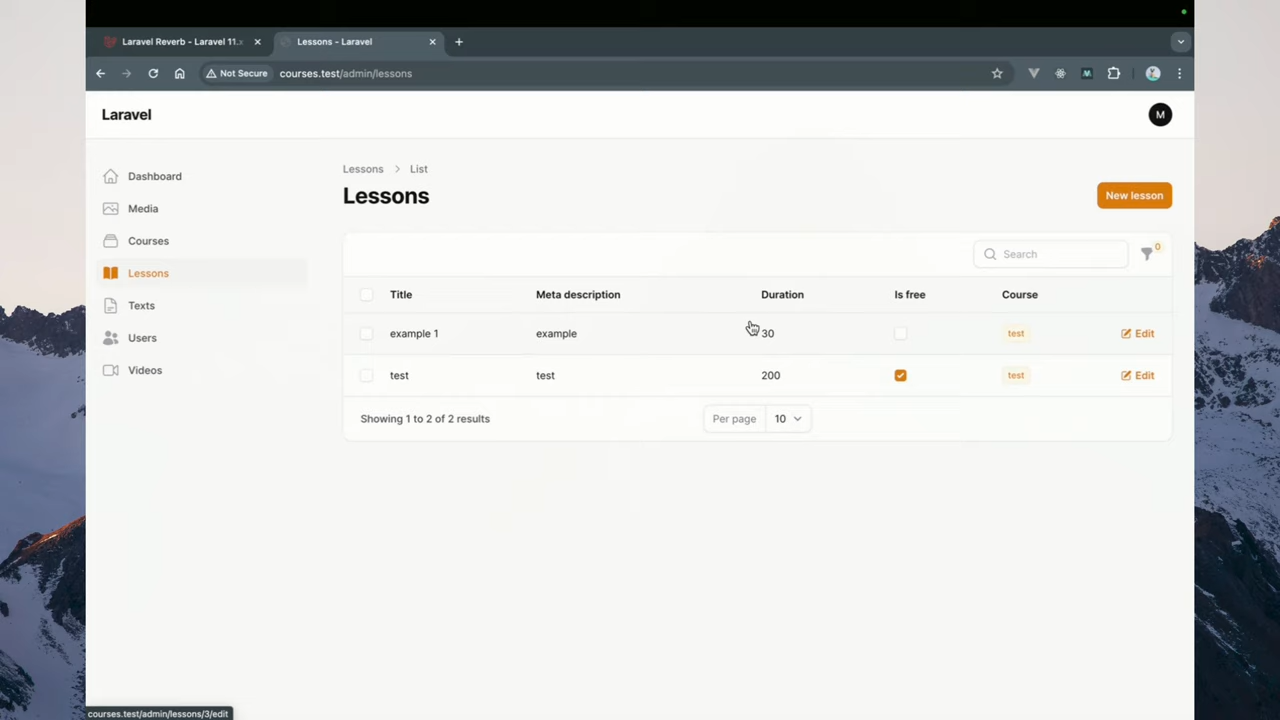 Laravel Reverb - Laravel 11.
Lessons - Laravel
Not Secure
courses.test/admin/lessons
Laravel
M
Dashboard
Media
Courses
Lessons
Texts
Users
Videos
Lessons > List
Lessons
New lesson
Search
0
Title Meta description Duration Is free Course
example 1 example 30 test Edit
test test 200 test Edit
Showing 1 to 2 of 2 results
Per page 10
courses.test/admin/lessons/3/edit